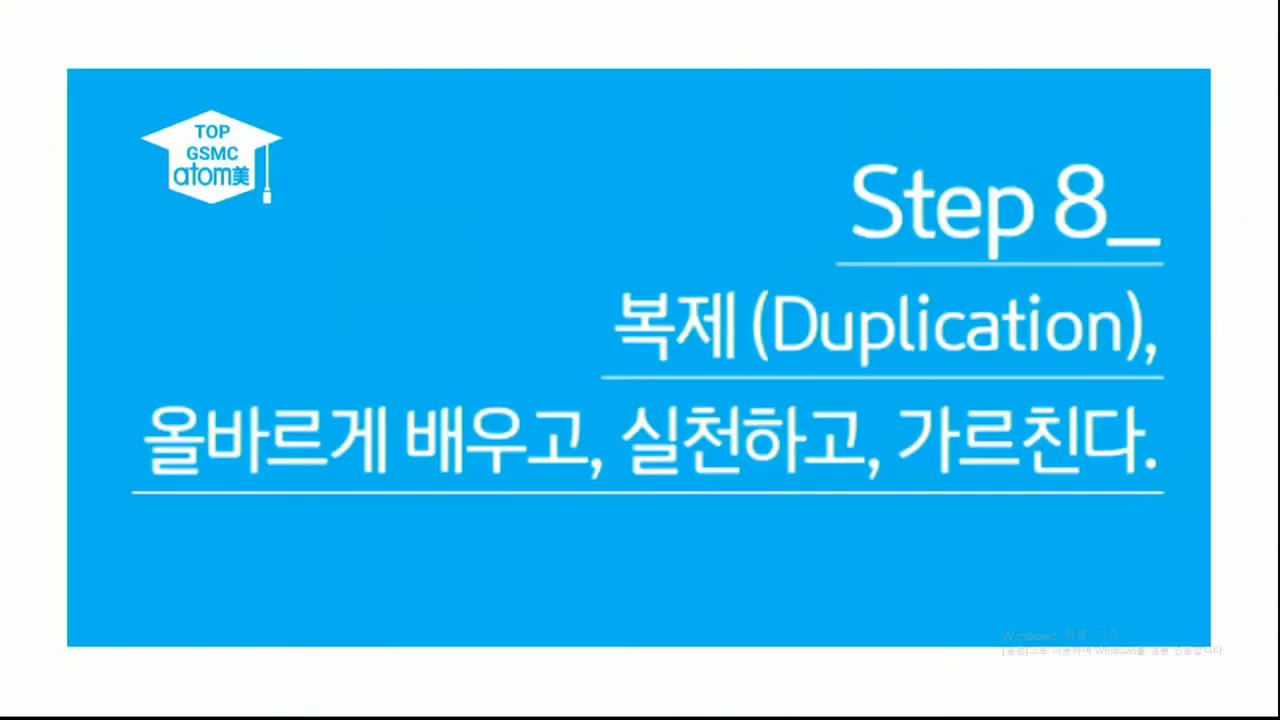 TOP
GSMC
atom美
Step 8_
복제 (Duplication),
올바르게 배우고, 실천하고, 가르친다.
Windows